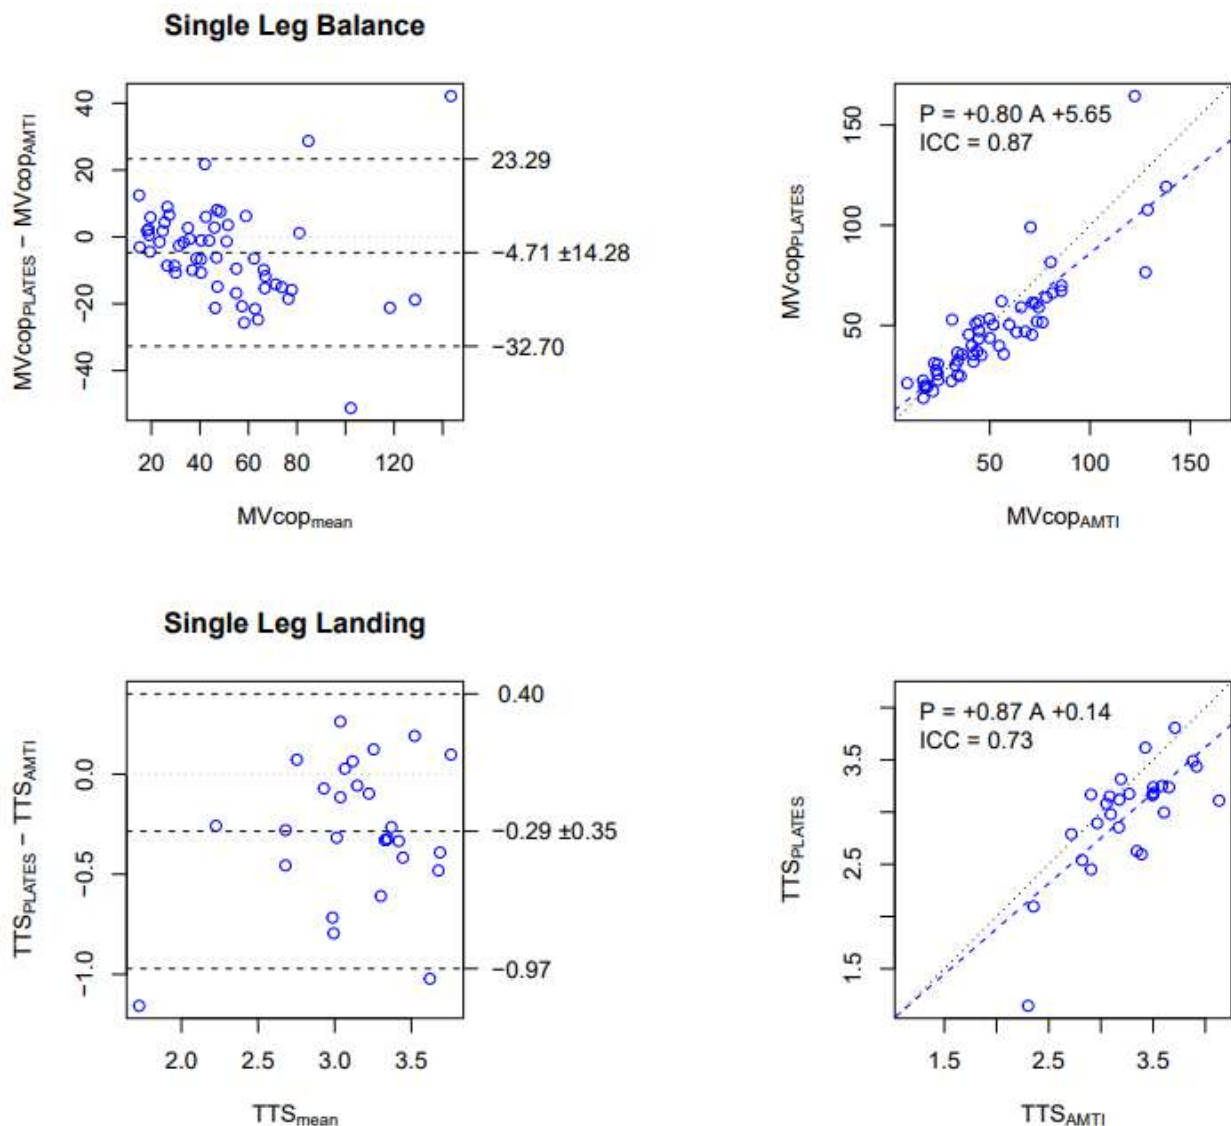 Single Leg Balance
MVcopPLATES − MVcopAMTI
40
20
0
−20
−40
23.29
−4.71 ±14.28
−32.70
20 40 60 80 120
MVcopmean
P = +0.80 A +5.65
ICC = 0.87
MVcopPLATES
150
100
50
50 100 150
MVcopAMTI
Single Leg Landing
TTSPLATES − TTSAMTI
0.0
−0.5
−1.0
0.40
−0.29 ±0.35
−0.97
2.0 2.5 3.0 3.5
TTSmean
P = +0.87 A +0.14
ICC = 0.73
TTSPLATES
3.5
2.5
1.5
1.5 2.5 3.5
TTSAMTI